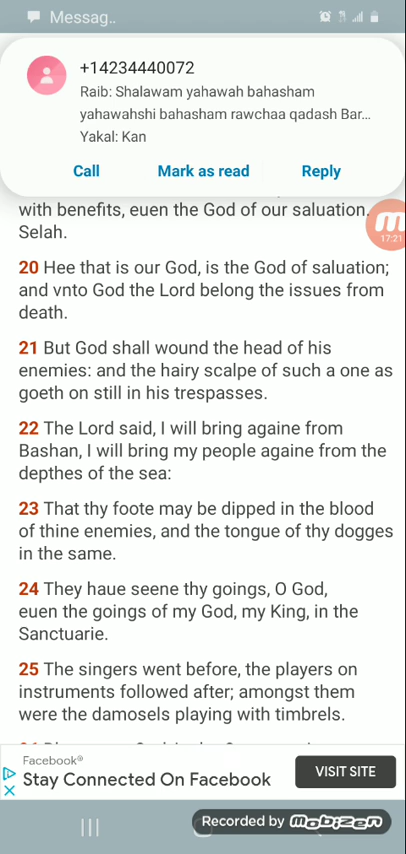 Messag..
+14234440072
Raib: Shalawam yahawah bahasham
yahawahshi bahasham rawchaa qadash Bar...
Yakal: Kan
Call Mark as read Reply
with benefits, euen the God of our saluation.
Selah.
17:21
20 Hee that is our God, is the God of saluation;
and vnto God the Lord belong the issues from
death.
21 But God shall wound the head of his
enemies: and the hairy scalpe of such a one as
goeth on still in his trespasses.
22 The Lord said, I will bring againe from
Bashan, I will bring my people againe from the
depthes of the sea:
23 That thy foote may be dipped in the blood
of thine enemies, and the tongue of thy dogges
in the same.
24 They haue seene thy goings, O God,
euen the goings of my God, my King, in the
Sanctuarie.
25 The singers went before, the players on
instruments followed after; amongst them
were the damosels playing with timbrels.
Facebook®
Stay Connected On Facebook
VISIT SITE
Recorded by mobizen